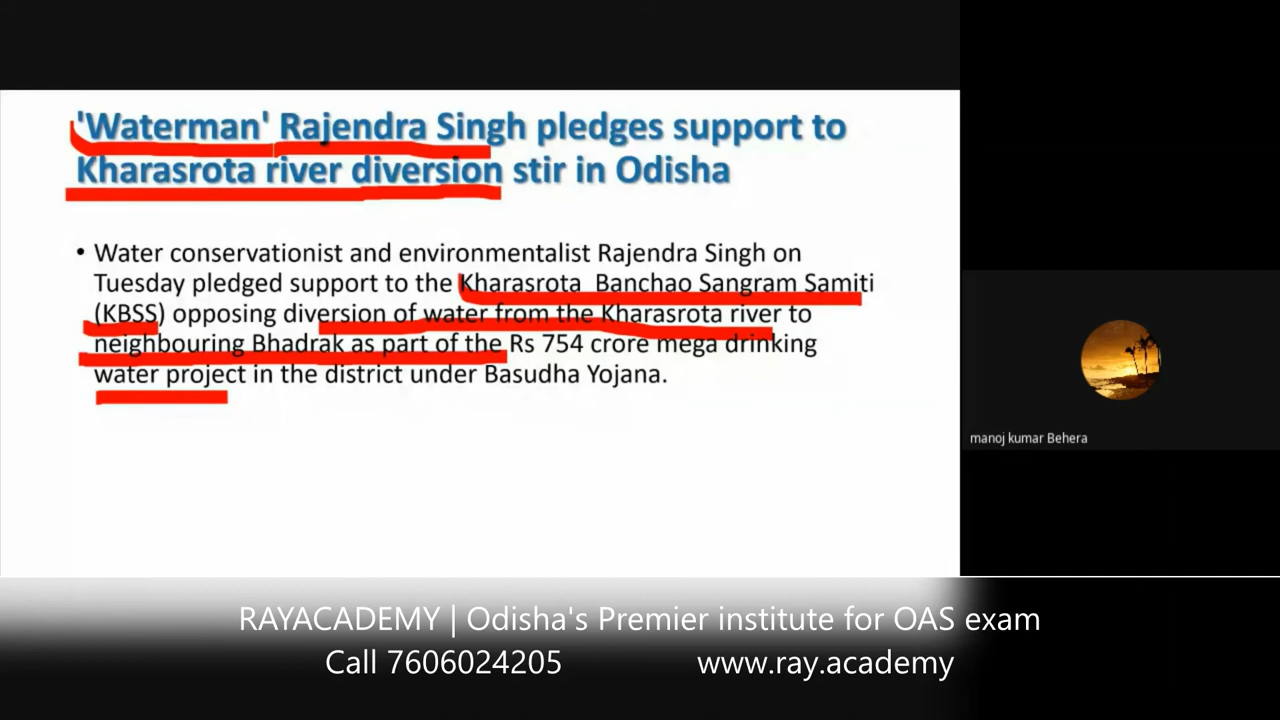 'Waterman' Rajendra Singh pledges support to
Kharasrota river diversion stir in Odisha
• Water conservationist and environmentalist Rajendra Singh on
Tuesday pledged support to the Kharasrota Banchao Sangram Samiti
(KBSS) opposing diversion of water from the Kharasrota river to
neighbouring Bhadrak as part of the Rs 754 crore mega drinking
water project in the district under Basudha Yojana.
manoj kumar Behera
RAYACADEMY | Odisha's Premier institute for OAS exam
Call 7606024205 www.ray.academy